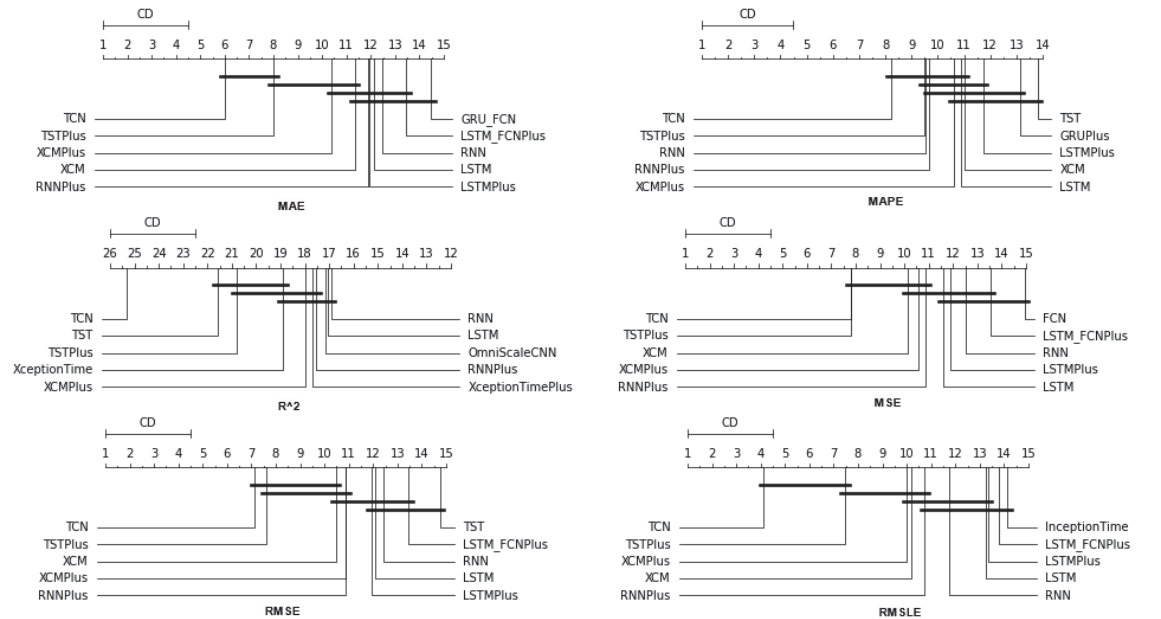 CD
1 2 3 4 5 6 7 8 9 10 11 12 13 14 15
TCN GRU_FCN
TSTPlus LSTM_FCNPlus
XCMPlus RNN
XCM LSTM
RNNPlus LSTMPlus
MAE
CD
1 2 3 4 5 6 7 8 9 10 11 12 13 14
TCN TST
TSTPlus GRUPlus
RNN LSTMPlus
RNNPlus XCM
XCMPlus LSTM
MAPE
CD
26 25 24 23 22 21 20 19 18 17 16 15 14 13 12
TCN RNN
TST LSTM
TSTPlus OmniScaleCNN
XceptionTime RNNPlus
XCMPlus XceptionTimePlus
R^2
CD
1 2 3 4 5 6 7 8 9 10 11 12 13 14 15
TCN FCN
TSTPlus LSTM_FCNPlus
XCM RNN
XCMPlus LSTMPlus
RNNPlus LSTM
MSE
CD
1 2 3 4 5 6 7 8 9 10 11 12 13 14 15
TCN TST
TSTPlus LSTM_FCNPlus
XCM RNN
XCMPlus LSTM
RNNPlus LSTMPlus
RMSE
CD
1 2 3 4 5 6 7 8 9 10 11 12 13 14 15
TCN InceptionTime
TSTPlus LSTM_FCNPlus
XCMPlus LSTMPlus
XCM LSTM
RNNPlus RNN
RMSLE